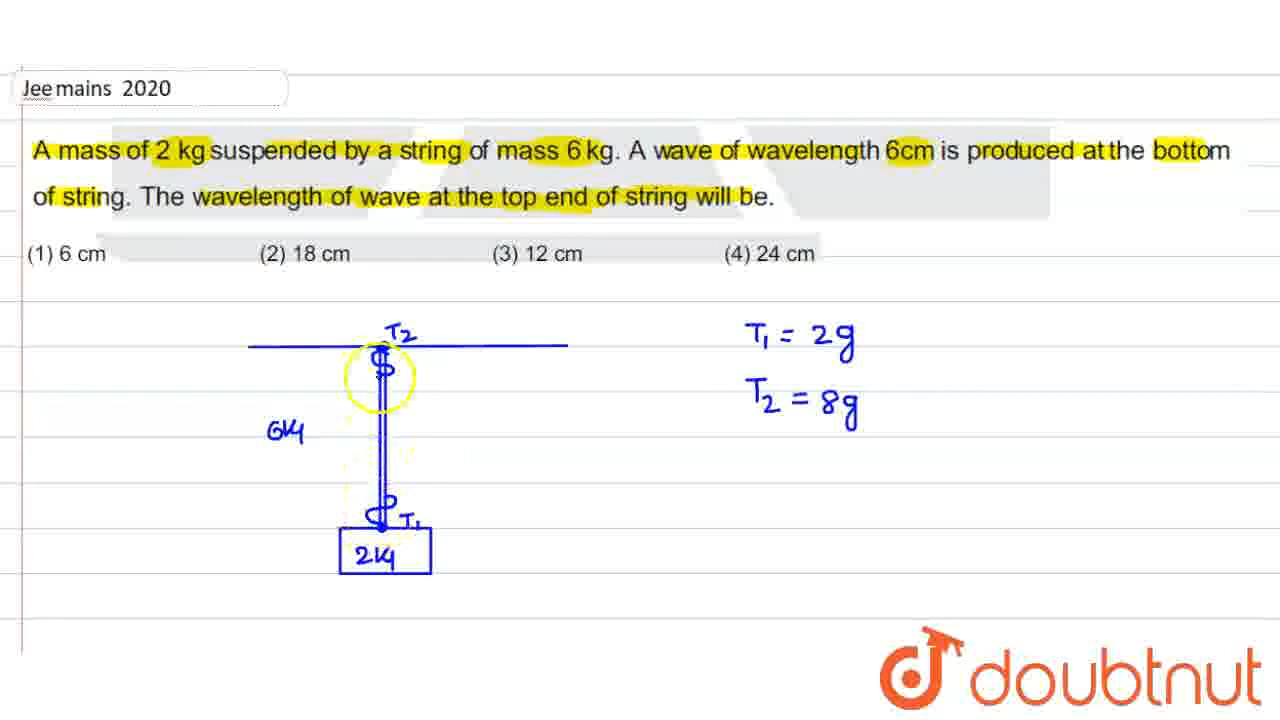 Jee mains 2020
A mass of 2 kg suspended by a string of mass 6 kg. A wave of wavelength 6cm is produced at the bottom
of string. The wavelength of wave at the top end of string will be.
(1) 6 cm (2) 18 cm (3) 12 cm (4) 24 cm
T2
T1 = 2g
T2 = 8g
6kg
T1
2kg
doubtnut